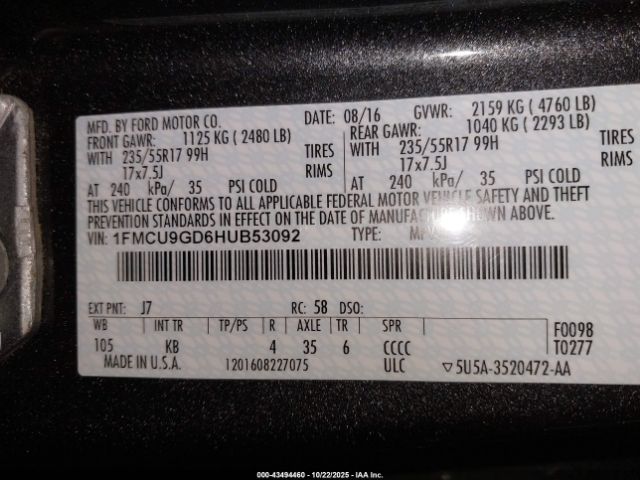 MFD. BY FORD MOTOR CO. DATE: 08/16 GVWR: 2159 KG ( 4760 LB)
FRONT GAWR: 1125 KG ( 2480 LB) REAR GAWR: 1040 KG ( 2293 LB)
WITH 235/55R17 99H TIRES WITH 235/55R17 99H TIRES
17x7.5J RIMS 17x7.5J RIMS
AT 240 kPa/ 35 PSI COLD AT 240 kPa/ 35 PSI COLD
THIS VEHICLE CONFORMS TO ALL APPLICABLE FEDERAL MOTOR VEHICLE SAFETY AND THEFT
PREVENTION STANDARDS IN EFFECT ON THE DATE OF MANUFACTURE SHOWN ABOVE.
VIN: 1FMCU9GD6HUB53092 TYPE:
EXT PNT: J7 RC: 58 DSO:
WB INT TR TP/PS R AXLE TR SPR F0098
105 KB 4 35 6 CCCC T0277
MADE IN U.S.A. 1201608227075 ULC ▽5U5A-3520472-AA
000-43494460 - 10/22/2025 - IAA Inc.